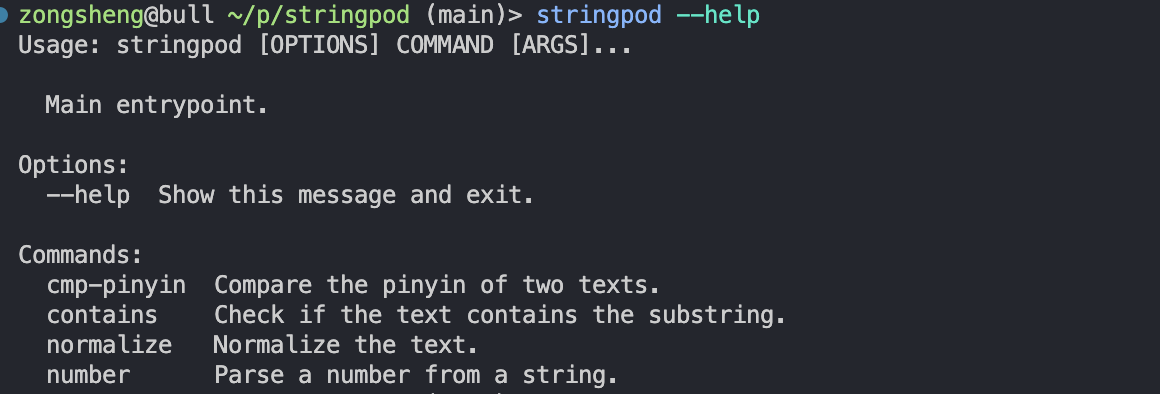 zongsheng@bull ~/p/stringpod (main)> stringpod --help
Usage: stringpod [OPTIONS] COMMAND [ARGS]...
Main entrypoint.
Options:
--help  Show this message and exit.
Commands:
cmp-pinyin  Compare the pinyin of two texts.
contains    Check if the text contains the substring.
normalize   Normalize the text.
number      Parse a number from a string.